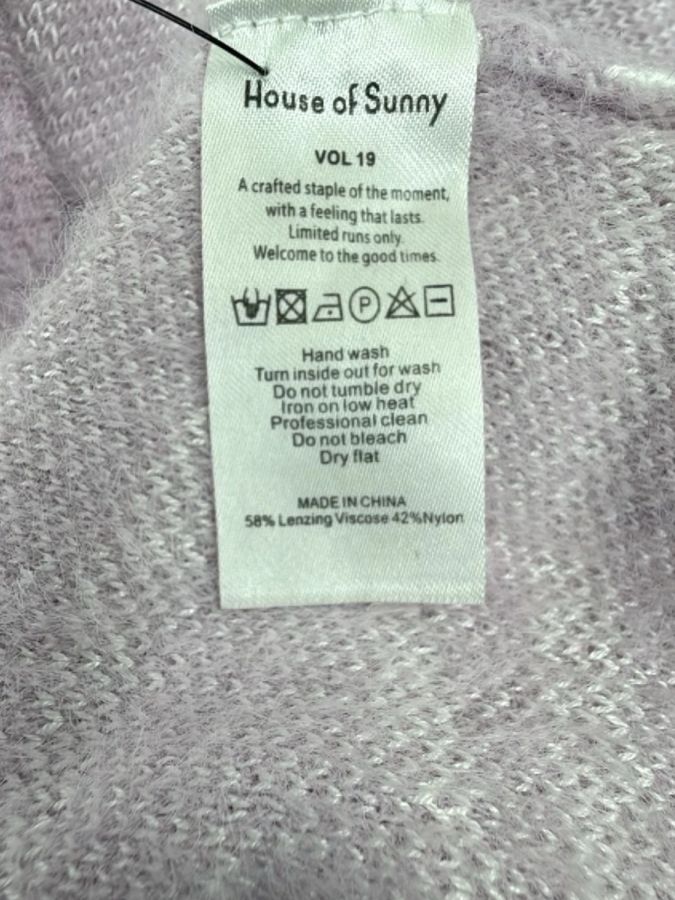 House of Sunny
VOL 19
A crafted staple of the moment,
with a feeling that lasts.
Limited runs only.
Welcome to the good times.
P
Hand wash
Turn inside out for wash
Do not tumble dry
Iron on low heat
Professional clean
Do not bleach
Dry flat
MADE IN CHINA
58% Lenzing Viscose 42%Nylon